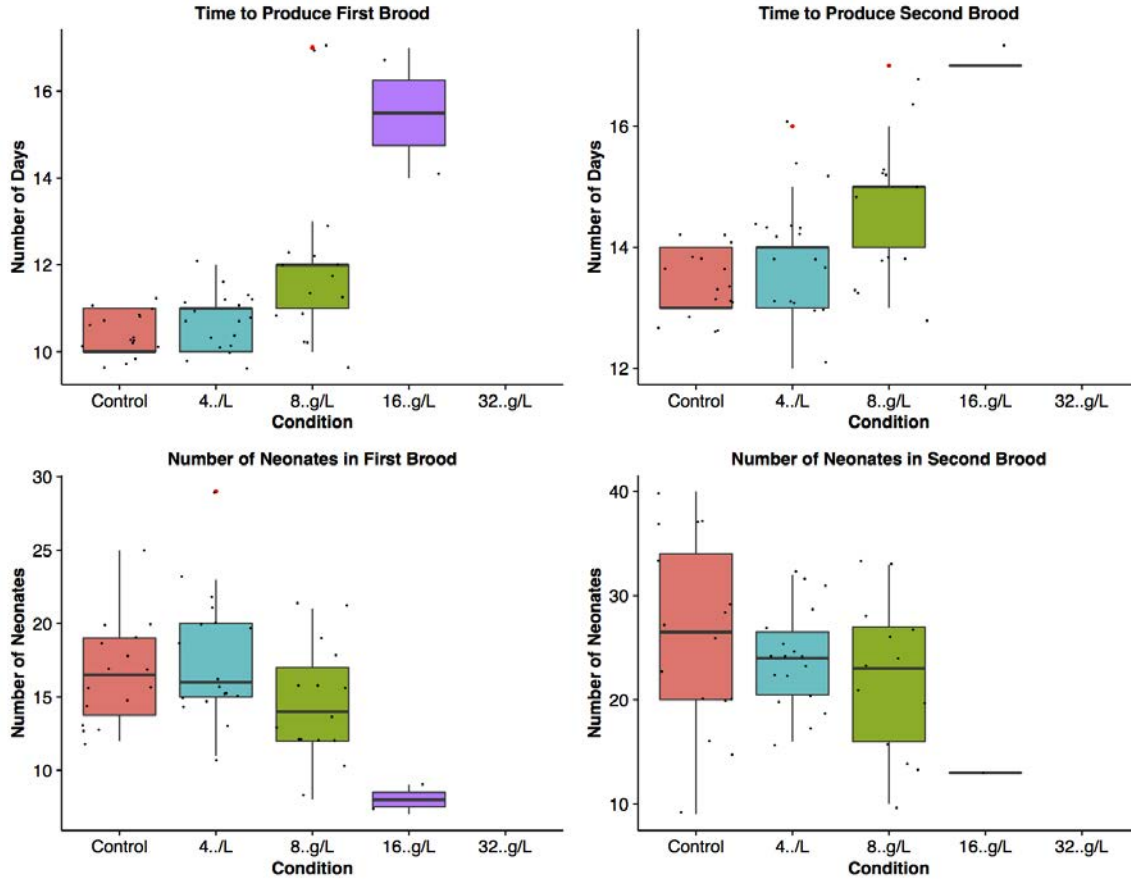 Time to Produce First Brood
Number of Days
16
14
12
10
Control 4../L 8..g/L 16..g/L 32..g/L
Condition
Time to Produce Second Brood
Number of Days
16
14
12
Control 4../L 8..g/L 16..g/L 32..g/L
Condition
Number of Neonates in First Brood
Number of Neonates
30
25
20
15
10
Control 4../L 8..g/L 16..g/L 32..g/L
Condition
Number of Neonates in Second Brood
Number of Neonates
40
30
20
10
Control 4../L 8..g/L 16..g/L 32..g/L
Condition